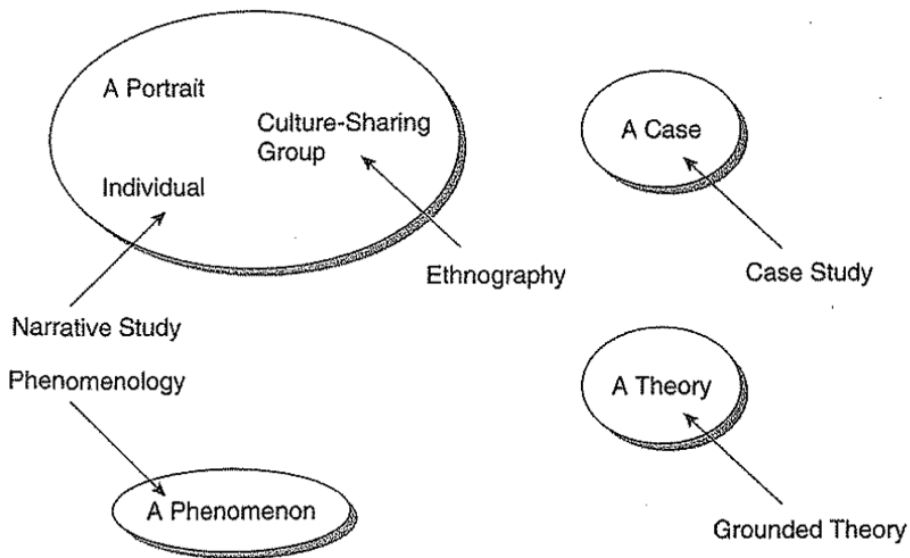 A Portrait
Culture-Sharing
Group
Individual
A Case
Ethnography
Case Study
Narrative Study
Phenomenology
A Theory
A Phenomenon
Grounded Theory